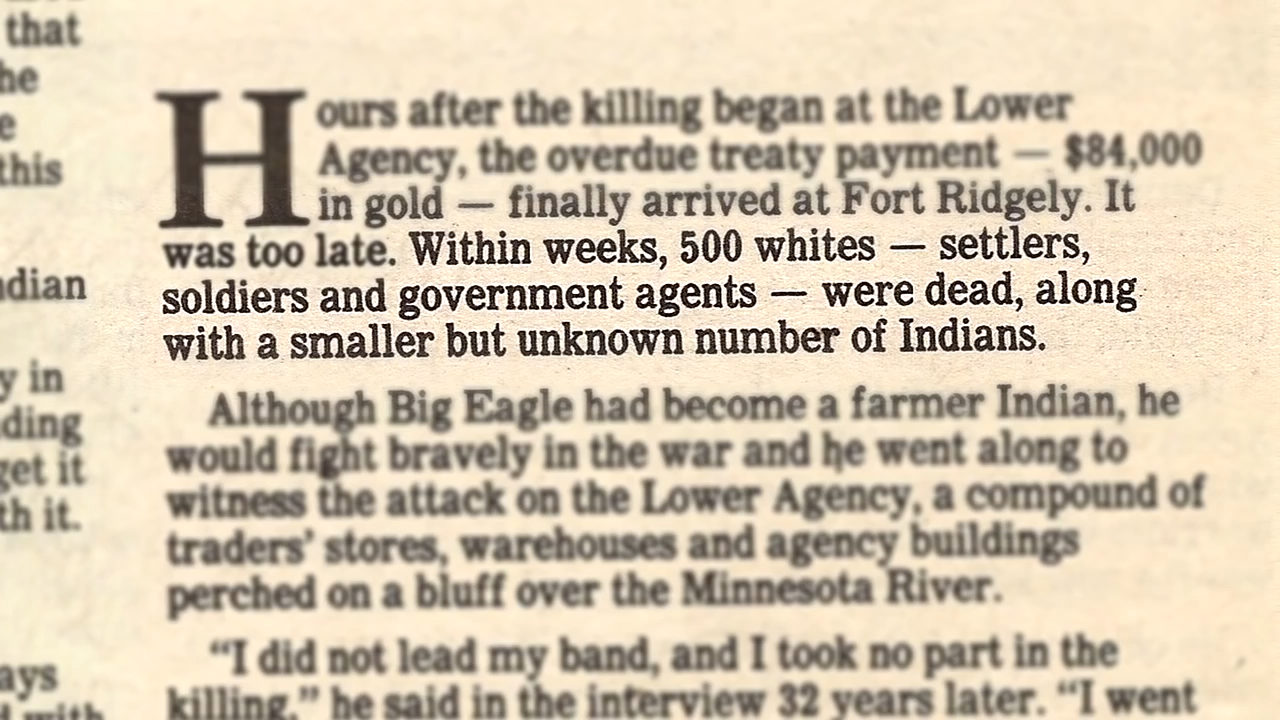 that
he
e
this
ndian
y in
ding
get it
th it.
ays
d with
Hours after the killing began at the Lower
Agency, the overdue treaty payment — $84,000
in gold — finally arrived at Fort Ridgely. It
was too late. Within weeks, 500 whites — settlers,
soldiers and government agents — were dead, along
with a smaller but unknown number of Indians.
Although Big Eagle had become a farmer Indian, he
would fight bravely in the war and he went along to
witness the attack on the Lower Agency, a compound of
traders’ stores, warehouses and agency buildings
perched on a bluff over the Minnesota River.
“I did not lead my band, and I took no part in the
killing,” he said in the interview 32 years later. “I went